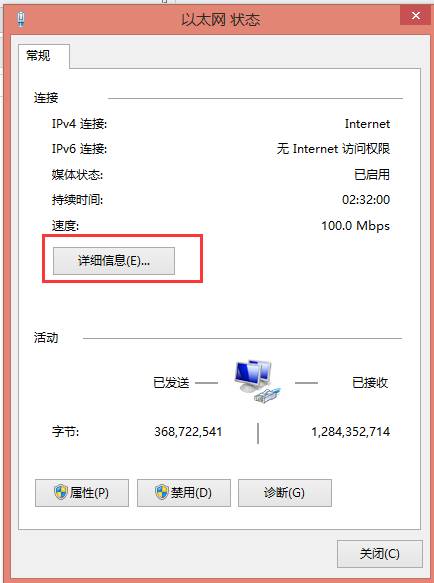 以太网 状态
常规
连接
IPv4 连接: Internet
IPv6 连接: 无 Internet 访问权限
媒体状态: 已启用
持续时间: 02:32:00
速度: 100.0 Mbps
详细信息(E)...
活动
已发送 已接收
字节: 368,722,541 1,284,352,714
属性(P) 禁用(D) 诊断(G)
关闭(C)